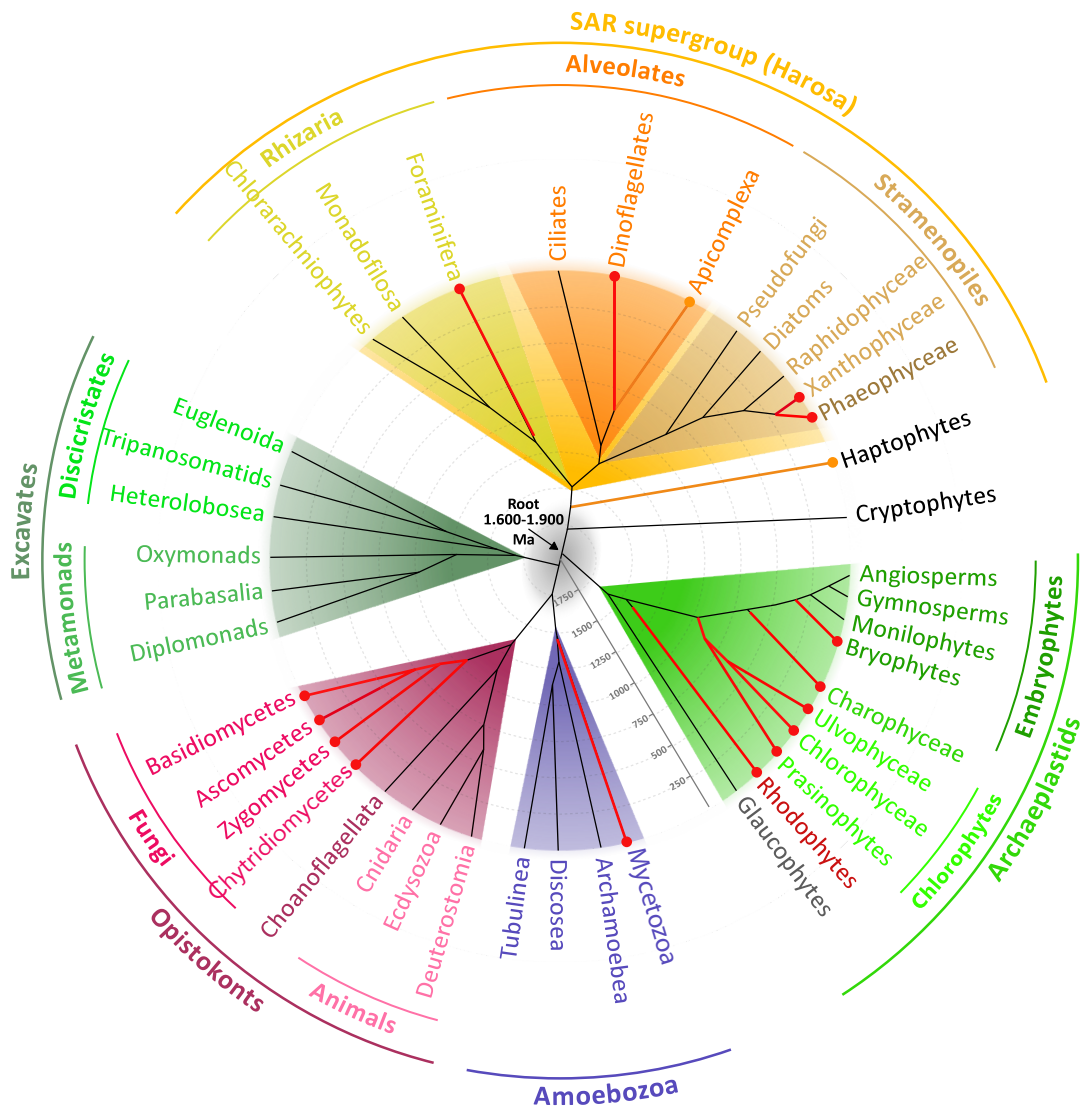 SAR supergroup (Harosa)
Alveolates
Rhizaria
Stramenopiles
Chlorarachniophytes
Monadofilosa
Foraminifera
Ciliates
Dinoflagellates
Apicomplexa
Pseudofungi
Diatoms
Raphidophyceae
Xanthophyceae
Phaeophyceae
Haptophytes
Cryptophytes
Root
1.600-1.900
Ma
1750
1500
1250
1000
750
500
250
Excavates
Discicristates
Euglenoida
Tripanosomatids
Heterolobosea
Metamonads
Oxymonads
Parabasalia
Diplomonads
Angiosperms
Gymnosperms
Monilophytes
Bryophytes
Embryophytes
Charophyceae
Ulvophyceae
Chlorophyceae
Prasinophytes
Chlorophytes
Rhodophytes
Glaucophytes
Archaeplastids
Basidiomycetes
Ascomycetes
Zygomycetes
Chytridiomycetes
Fungi
Choanoflagellata
Cnidaria
Ecdysozoa
Deuterostomia
Animals
Opistokonts
Tubulinea
Discosea
Archamoebea
Mycetozoa
Amoebozoa